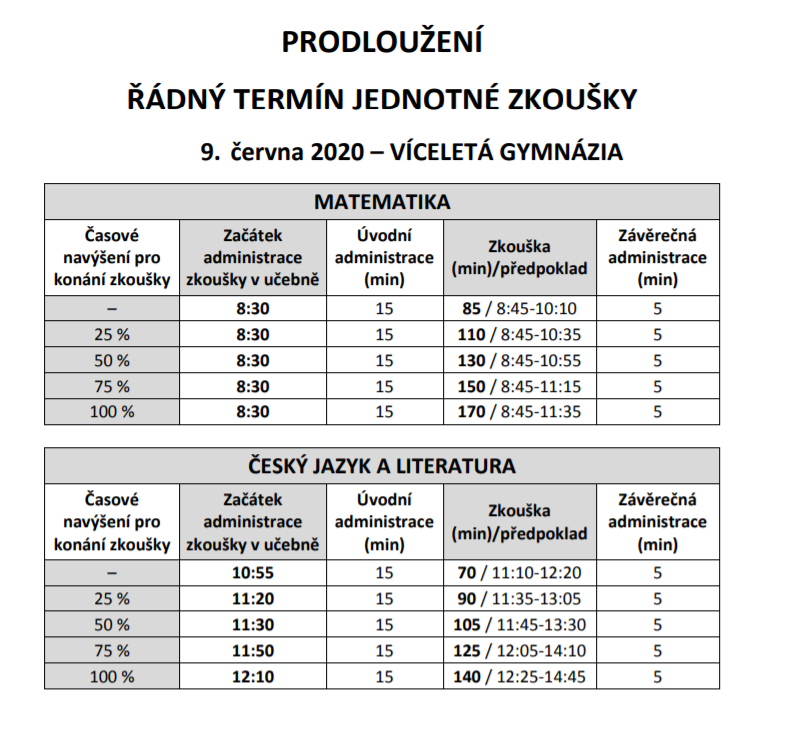 PRODLOUŽENÍ
ŘÁDNÝ TERMÍN JEDNOTNÉ ZKOUŠKY
9. června 2020 – VÍCELETÁ GYMNÁZIA
MATEMATIKA
Časové navýšení pro konání zkoušky | Začátek administrace zkoušky v učebně | Úvodní administrace (min) | Zkouška (min)/předpoklad | Závěrečná administrace (min)
– 8:30 15 85 / 8:45-10:10 5
25 % 8:30 15 110 / 8:45-10:35 5
50 % 8:30 15 130 / 8:45-10:55 5
75 % 8:30 15 150 / 8:45-11:15 5
100 % 8:30 15 170 / 8:45-11:35 5
ČESKÝ JAZYK A LITERATURA
Časové navýšení pro konání zkoušky | Začátek administrace zkoušky v učebně | Úvodní administrace (min) | Zkouška (min)/předpoklad | Závěrečná administrace (min)
– 10:55 15 70 / 11:10-12:20 5
25 % 11:20 15 90 / 11:35-13:05 5
50 % 11:30 15 105 / 11:45-13:30 5
75 % 11:50 15 125 / 12:05-14:10 5
100 % 12:10 15 140 / 12:25-14:45 5